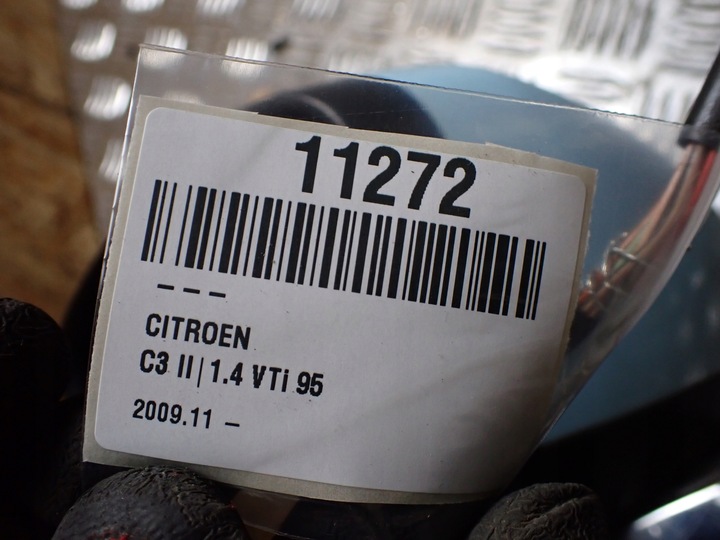 11272
– – –
CITROEN
C3 II | 1.4 VTi 95
2009.11 –